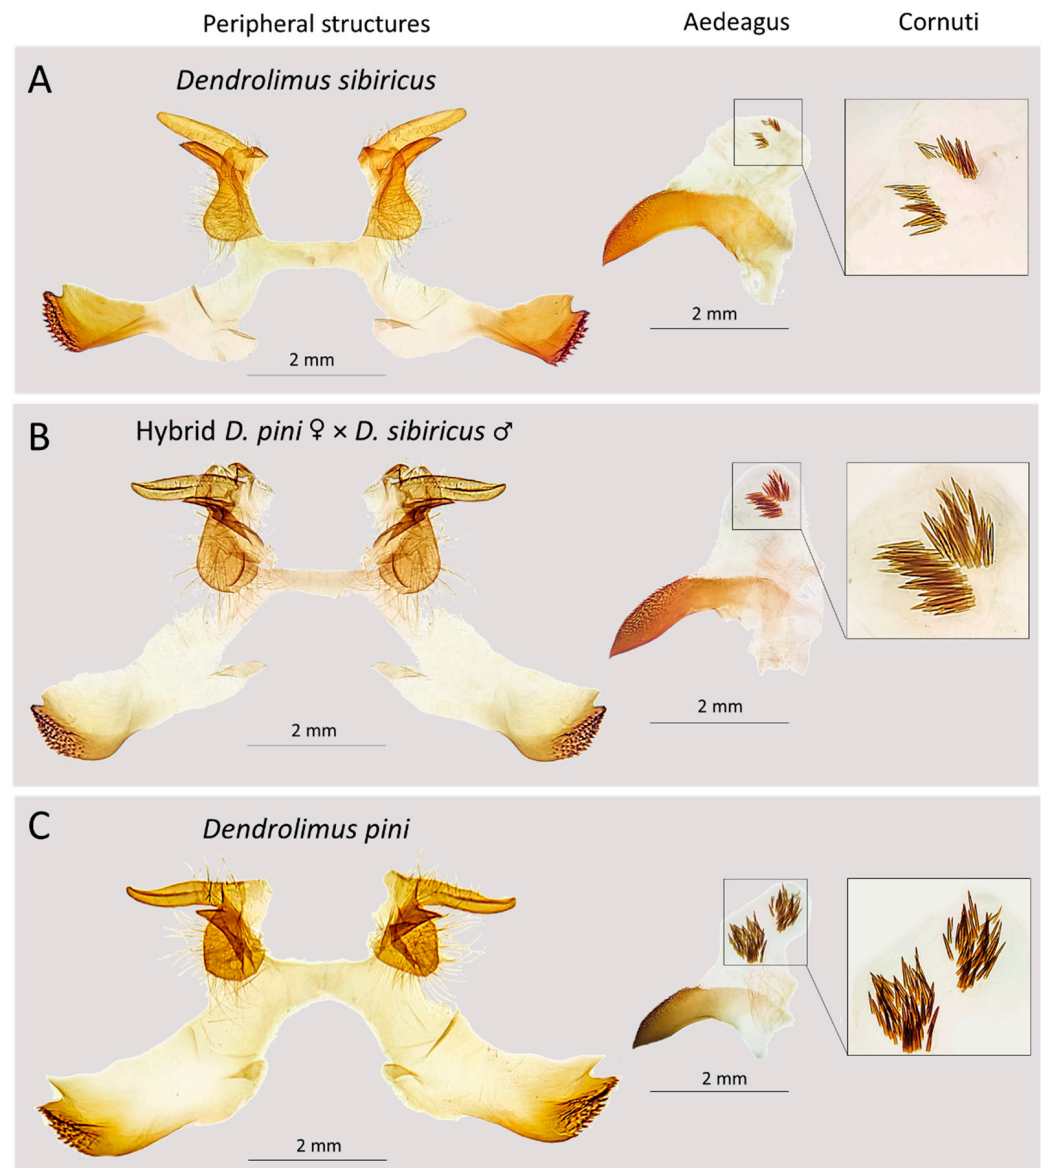 Peripheral structures Aedeagus Cornuti
A
Dendrolimus sibiricus
2 mm
2 mm
B
Hybrid D. pini ♀ × D. sibiricus ♂
2 mm
2 mm
C
Dendrolimus pini
2 mm
2 mm